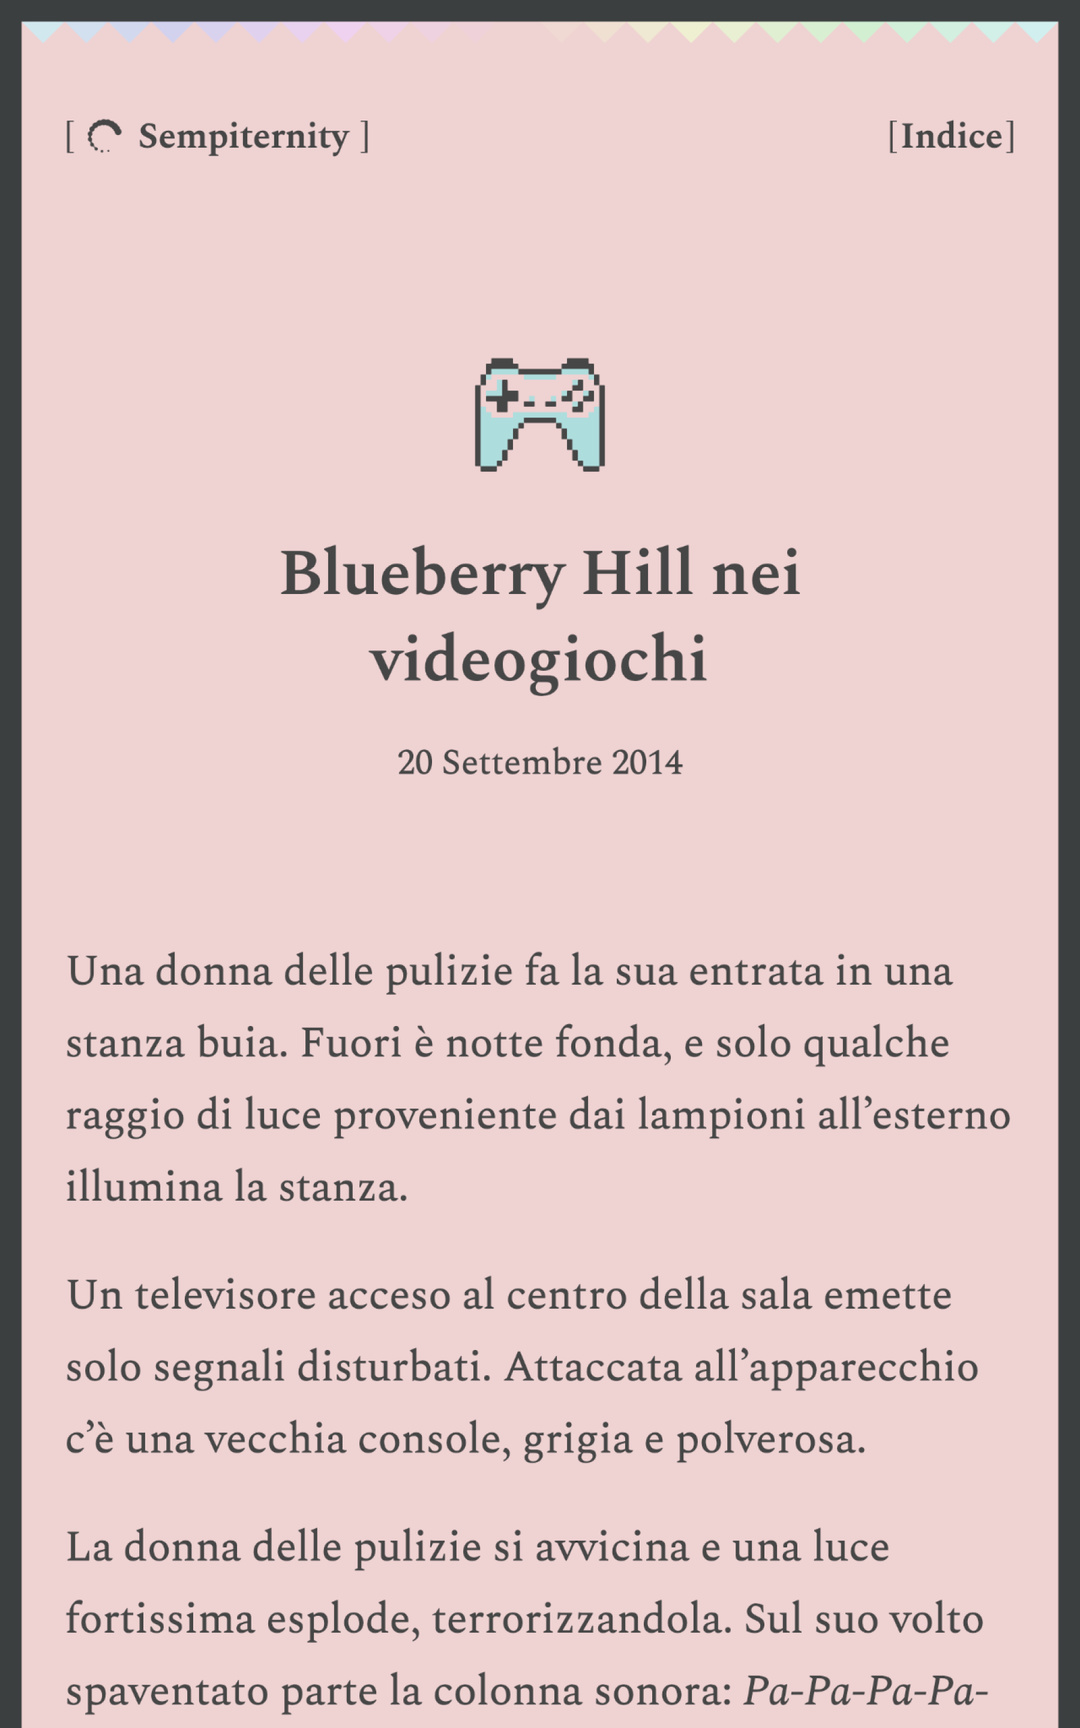 [ Sempiternity ]
[Indice]
Blueberry Hill nei
videogiochi
20 Settembre 2014
Una donna delle pulizie fa la sua entrata in una
stanza buia. Fuori è notte fonda, e solo qualche
raggio di luce proveniente dai lampioni all’esterno
illumina la stanza.
Un televisore acceso al centro della sala emette
solo segnali disturbati. Attaccata all’apparecchio
c’è una vecchia console, grigia e polverosa.
La donna delle pulizie si avvicina e una luce
fortissima esplode, terrorizzandola. Sul suo volto
spaventato parte la colonna sonora: Pa-Pa-Pa-Pa-